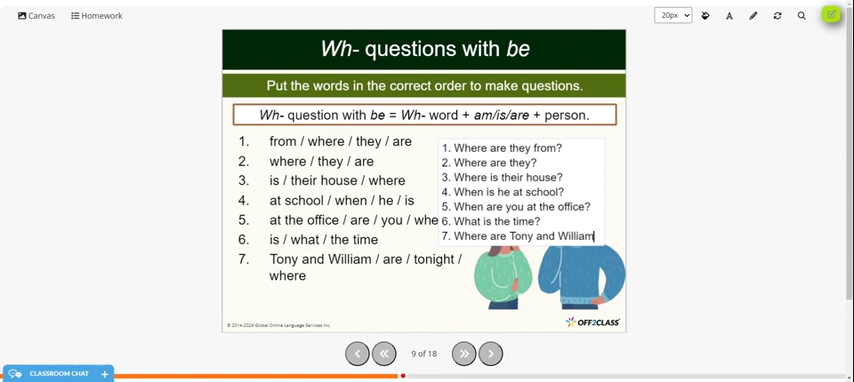 Canvas
Homework
20px
A
Wh- questions with be
Put the words in the correct order to make questions.
Wh- question with be = Wh- word + am/is/are + person.
1. from / where / they / are
2. where / they / are
3. is / their house / where
4. at school / when / he / is
5. at the office / are / you / whe
6. is / what / the time
7. Tony and William / are / tonight /
where
1. Where are they from?
2. Where are they?
3. Where is their house?
4. When is he at school?
5. When are you at the office?
6. What is the time?
7. Where are Tony and William
© 2014-2024 Global Online Language Services Inc.
OFF2CLASS
9 of 18
CLASSROOM CHAT +